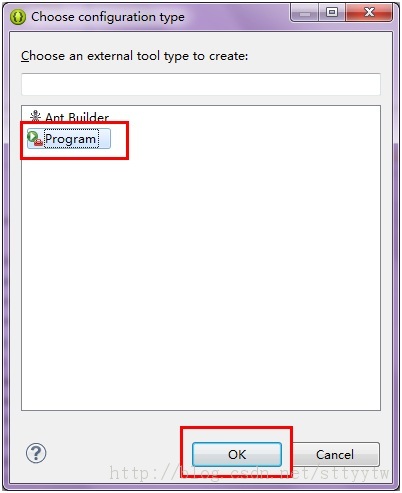 Choose configuration type
Choose an external tool type to create:
Ant Builder
Program
OK
Cancel
http://blog.csdn.net/sttyytw